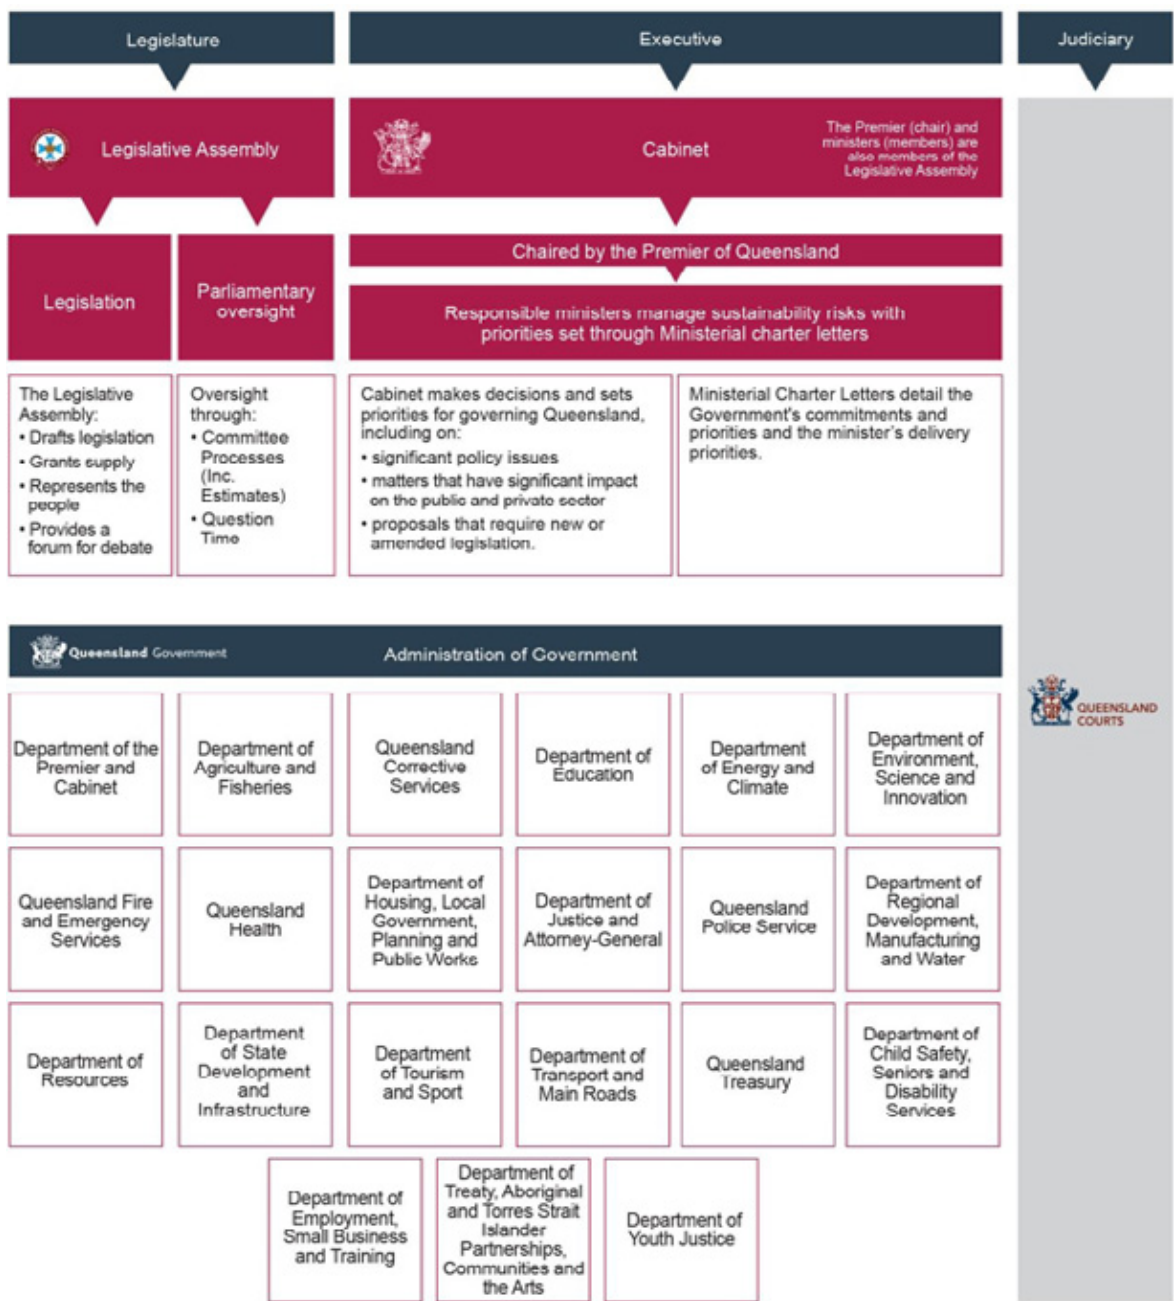 Legislature
Executive
Judiciary
Legislative Assembly
Cabinet
The Premier (chair) and
ministers (members) are
also members of the
Legislative Assembly
Legislation
Parliamentary
oversight
Chaired by the Premier of Queensland
Responsible ministers manage sustainability risks with
priorities set through Ministerial charter letters
The Legislative
Assembly:
• Drafts legislation
• Grants supply
• Represents the
people
• Provides a
forum for debate
Oversight
through:
• Committee
Processes
(Inc.
Estimates)
• Question
Time
Cabinet makes decisions and sets
priorities for governing Queensland,
including on:
• significant policy issues
• matters that have significant impact
on the public and private sector
• proposals that require new or
amended legislation.
Ministerial Charter Letters detail the
Government's commitments and
priorities and the minister's delivery
priorities.
Queensland Government
Administration of Government
QUEENSLAND
COURTS
Department of the
Premier and
Cabinet
Department of
Agriculture and
Fisheries
Queensland
Corrective
Services
Department of
Education
Department
of Energy and
Climate
Department of
Environment,
Science and
Innovation
Queensland Fire
and Emergency
Services
Queensland
Health
Department of
Housing, Local
Government,
Planning and
Public Works
Department of
Justice and
Attorney-General
Queensland
Police Service
Department of
Regional
Development,
Manufacturing
and Water
Department of
Resources
Department
of State
Development
and
Infrastructure
Department
of Tourism
and Sport
Department of
Transport and
Main Roads
Queensland
Treasury
Department of
Child Safety,
Seniors and
Disability
Services
Department of
Employment,
Small Business
and Training
Department of
Treaty, Aboriginal
and Torres Strait
Islander
Partnerships,
Communities and
the Arts
Department of
Youth Justice